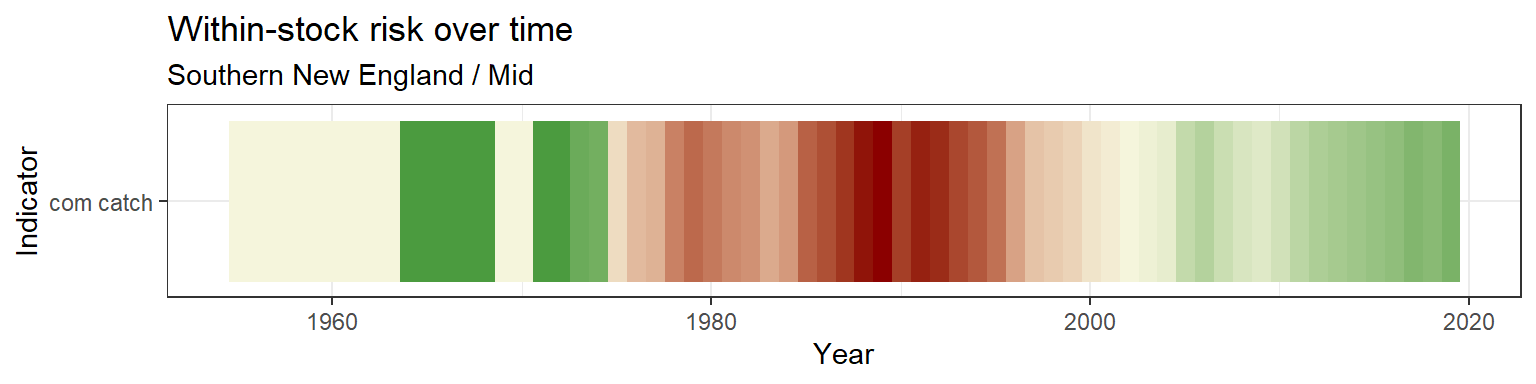 Within-stock risk over time
Southern New England / Mid
Indicator
com catch
1960 1980 2000 2020
Year